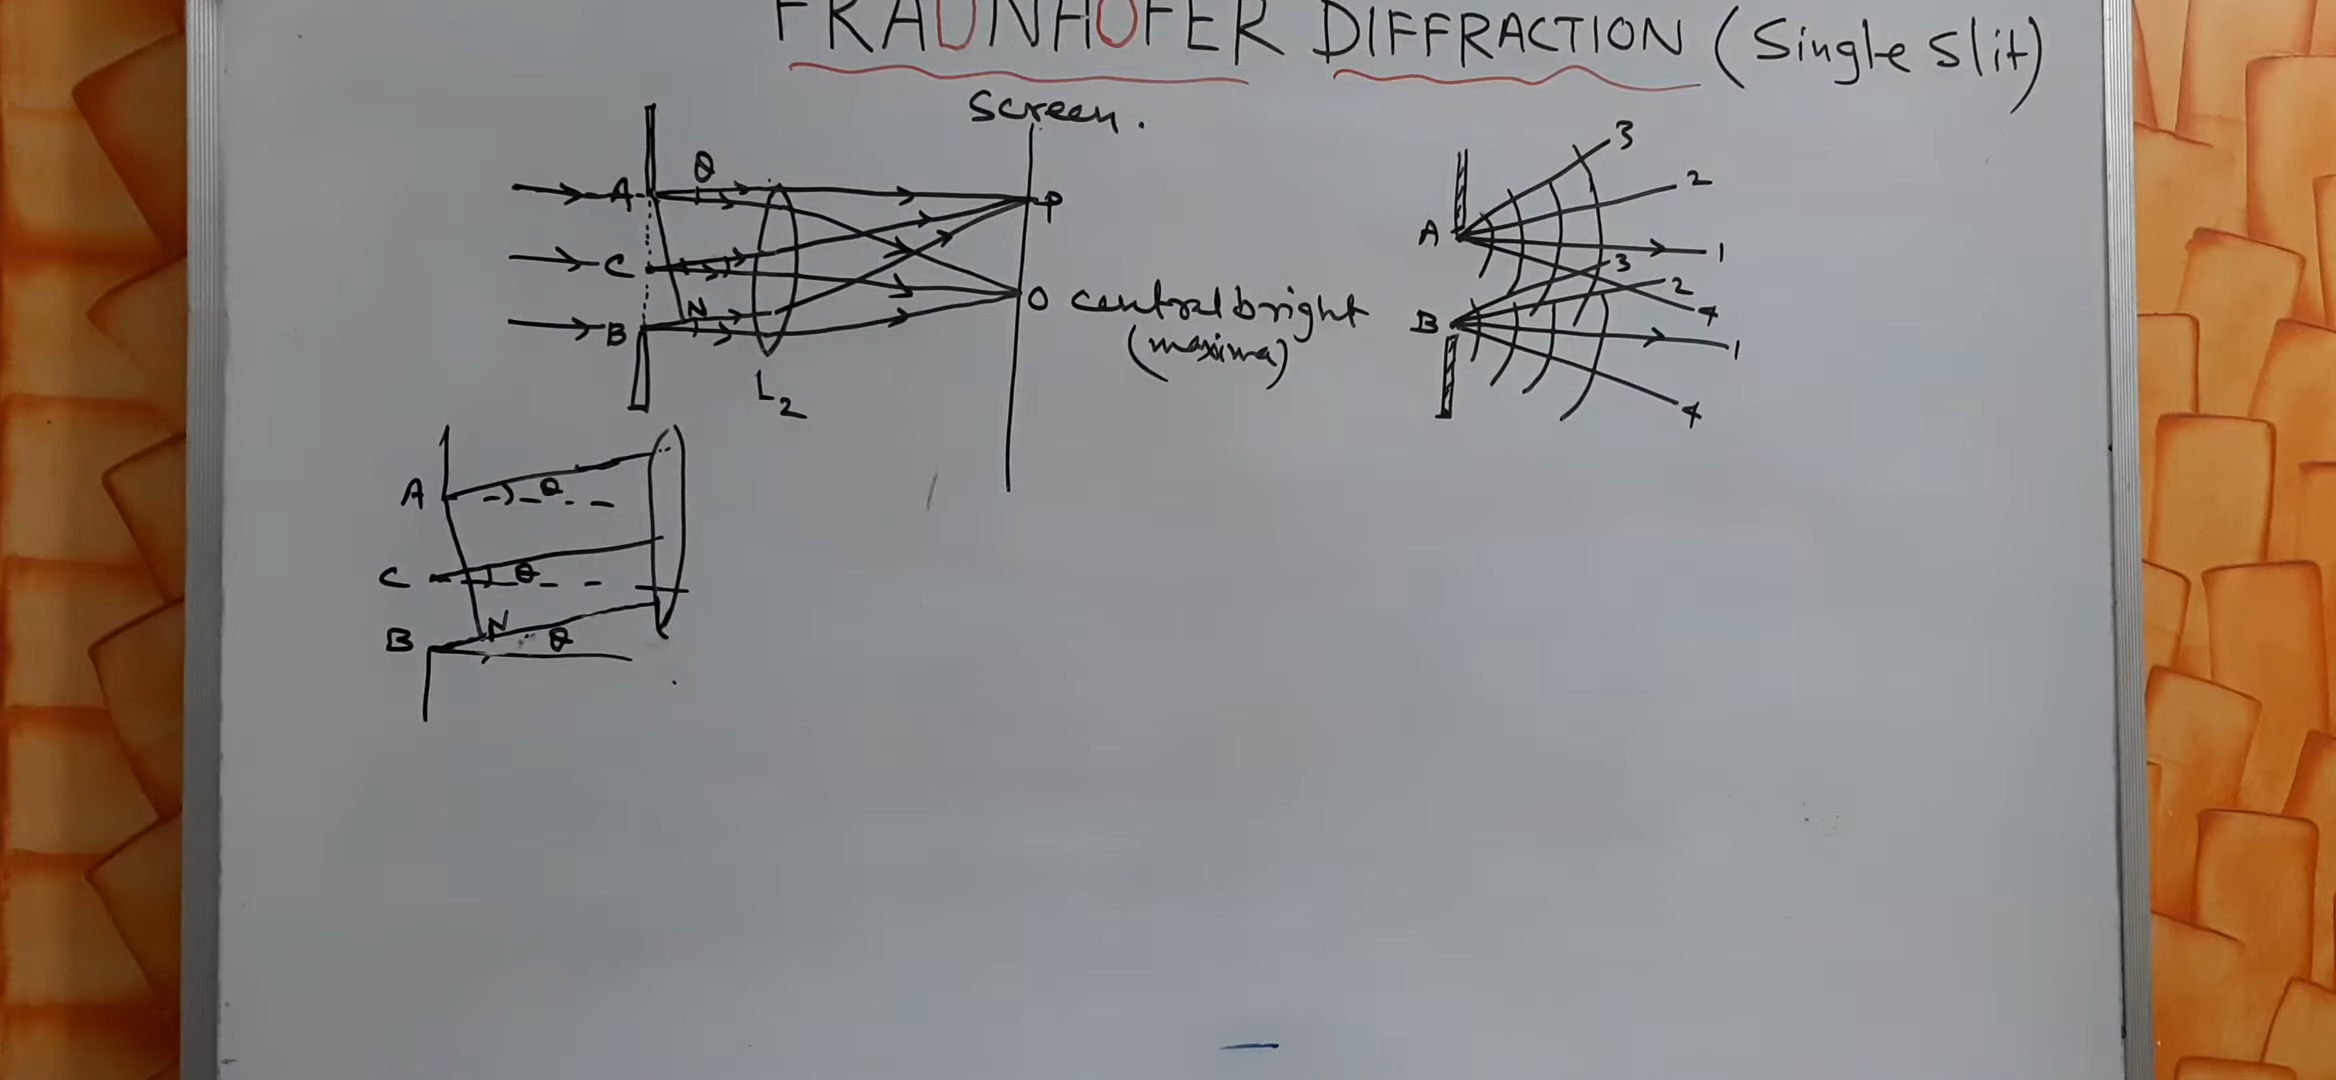 FRAUNHOFER DIFFRACTION (Single slit)
Screen.
θ
A
P
C
N
O central bright
(maxima)
B
L2
3
2
A
1
3
2
4
B
1
4
A
θ
C
θ
N
B
θ